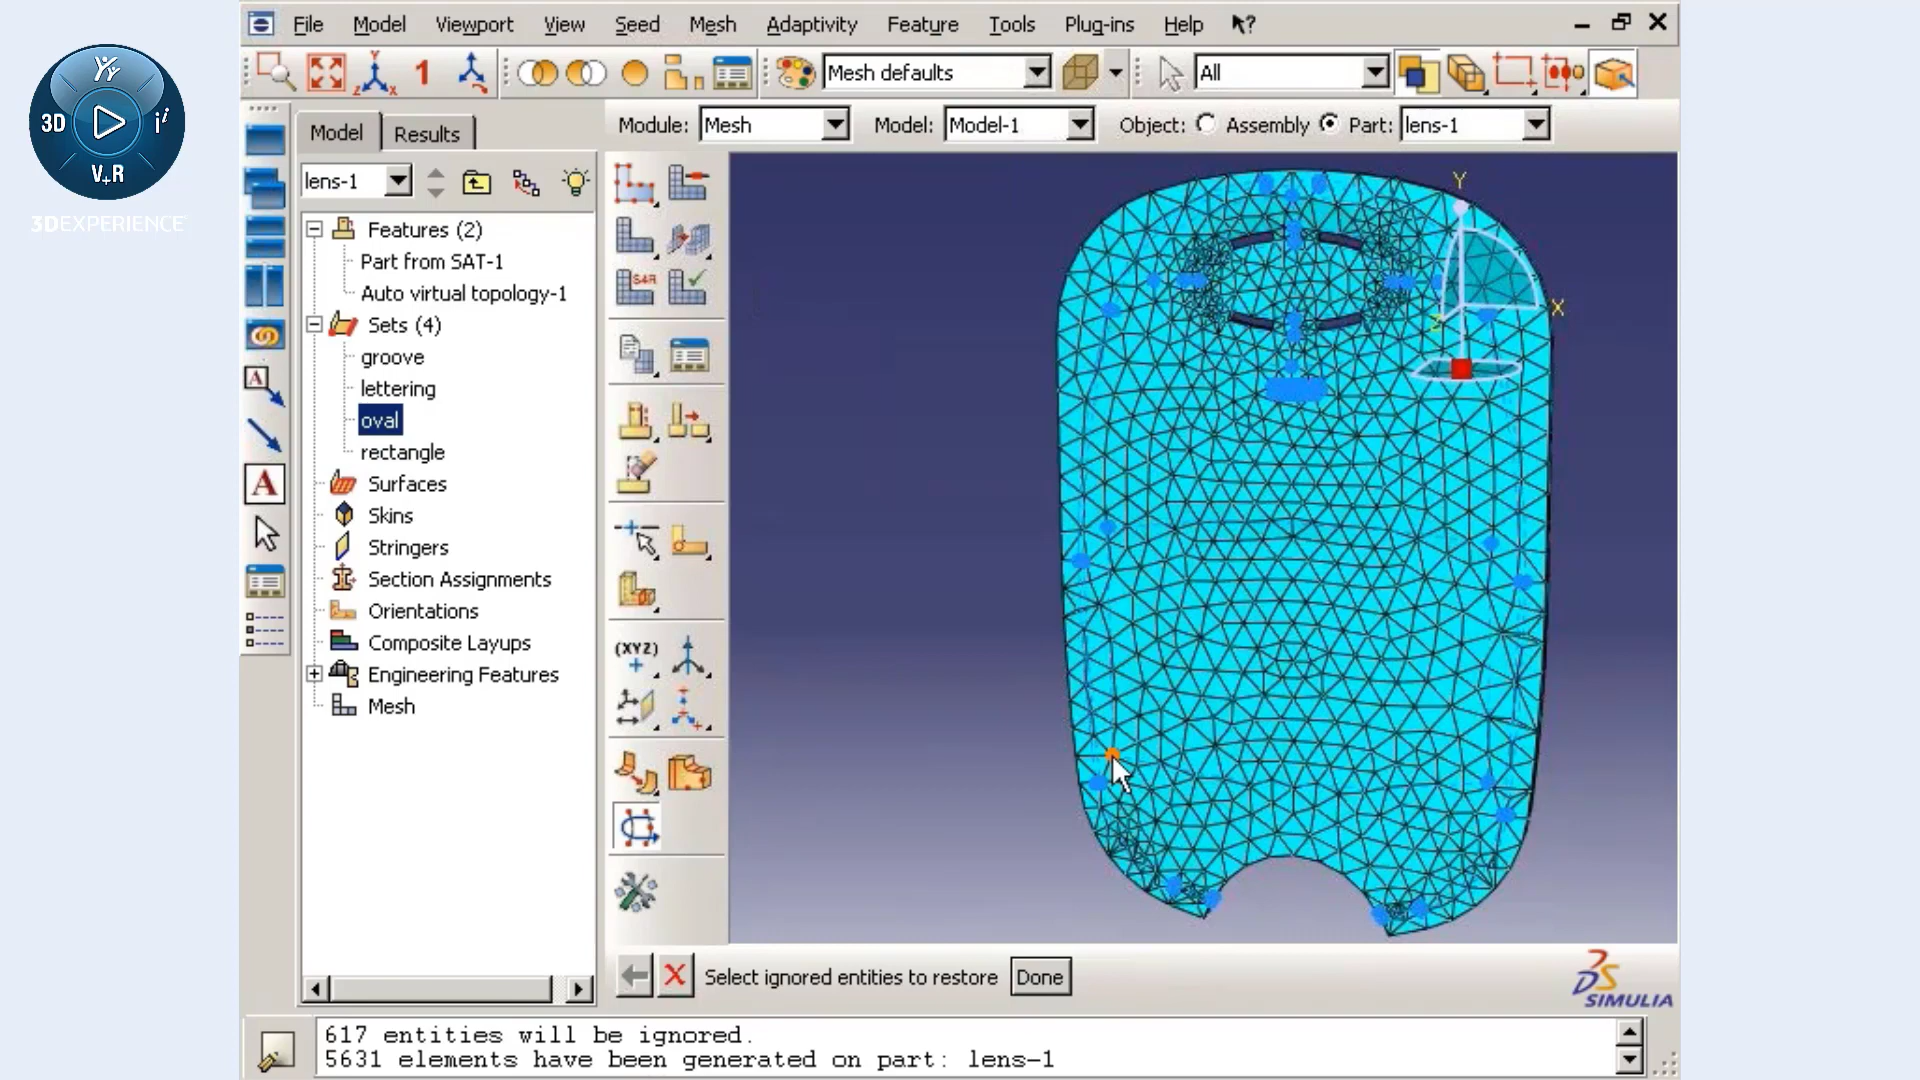 File Model Viewport View Seed Mesh Adaptivity Feature Tools Plug-ins Help
1 Mesh defaults All
Module: Mesh Model: Model-1 Object: Assembly Part: lens-1
3D V+R
3DEXPERIENCE
Model Results
lens-1
Features (2)
Part from SAT-1
Auto virtual topology-1
Sets (4)
groove
lettering
oval
rectangle
Surfaces
Skins
Stringers
Section Assignments
Orientations
Composite Layups
Engineering Features
Mesh
A
A
S4R
(XYZ)
Y
X
Z
Select ignored entities to restore Done
SIMULIA
617 entities will be ignored.
5631 elements have been generated on part: lens-1